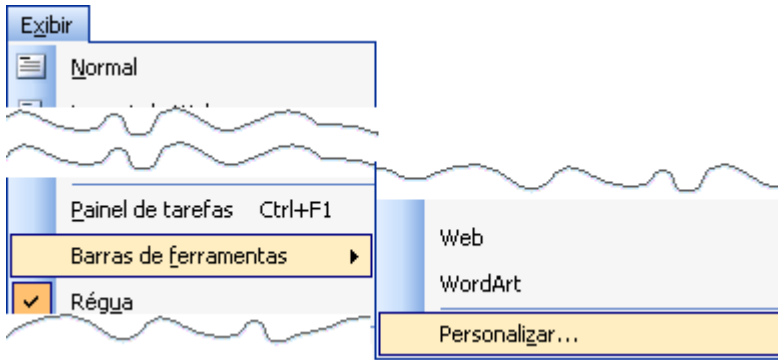 Exibir
Normal
Painel de tarefas Ctrl+F1
Barras de ferramentas
Régua
Web
WordArt
Personalizar...